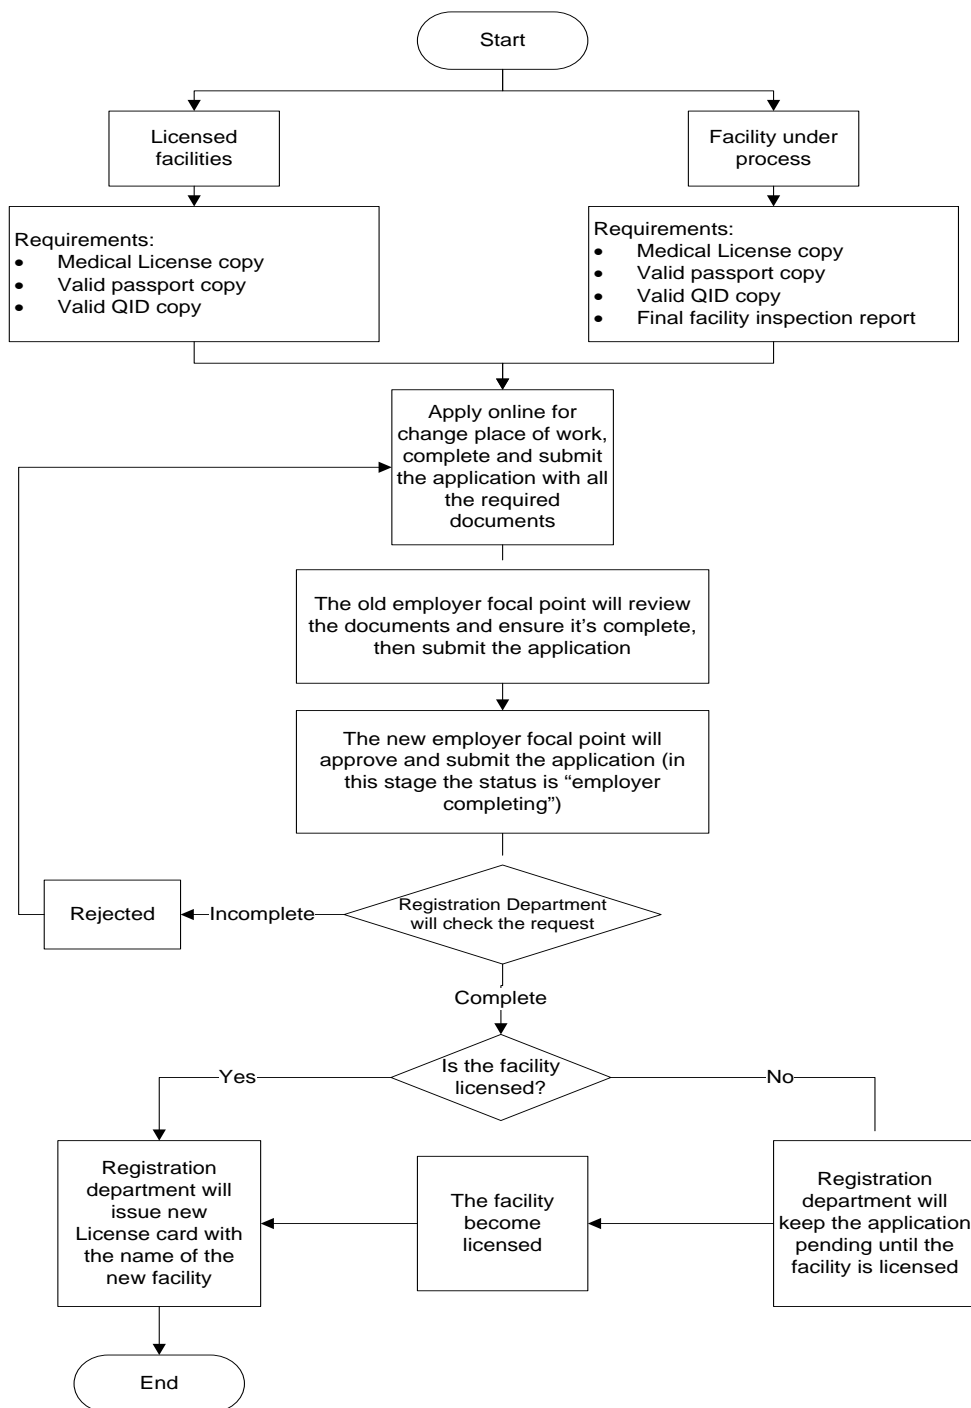 Start
Licensed
facilities
Facility under
process
Requirements:
• Medical License copy
• Valid passport copy
• Valid QID copy
Requirements:
• Medical License copy
• Valid passport copy
• Valid QID copy
• Final facility inspection report
Apply online for
change place of work,
complete and submit
the application with all
the required
documents
The old employer focal point will review
the documents and ensure it's complete,
then submit the application
The new employer focal point will
approve and submit the application (in
this stage the status is “employer
completing”)
Rejected
Incomplete
Registration Department
will check the request
Complete
Is the facility
licensed?
Yes
No
Registration
department will
issue new
License card with
the name of the
new facility
The facility
become
licensed
Registration
department will
keep the application
pending until the
facility is licensed
End